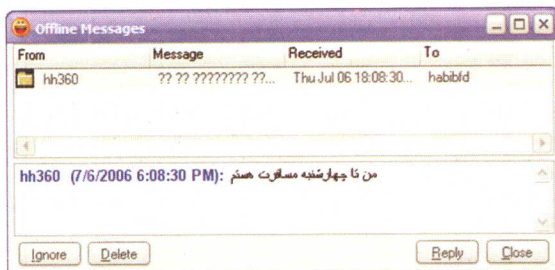 Offline Messages
From Message Received To
hh360 ?? ?? ???????? ??... Thu Jul 06 18:08:30... habibfd
hh360 (7/6/2006 6:08:30 PM): من تا چهارشنبه مسافرت هستم
Ignore Delete Reply Close